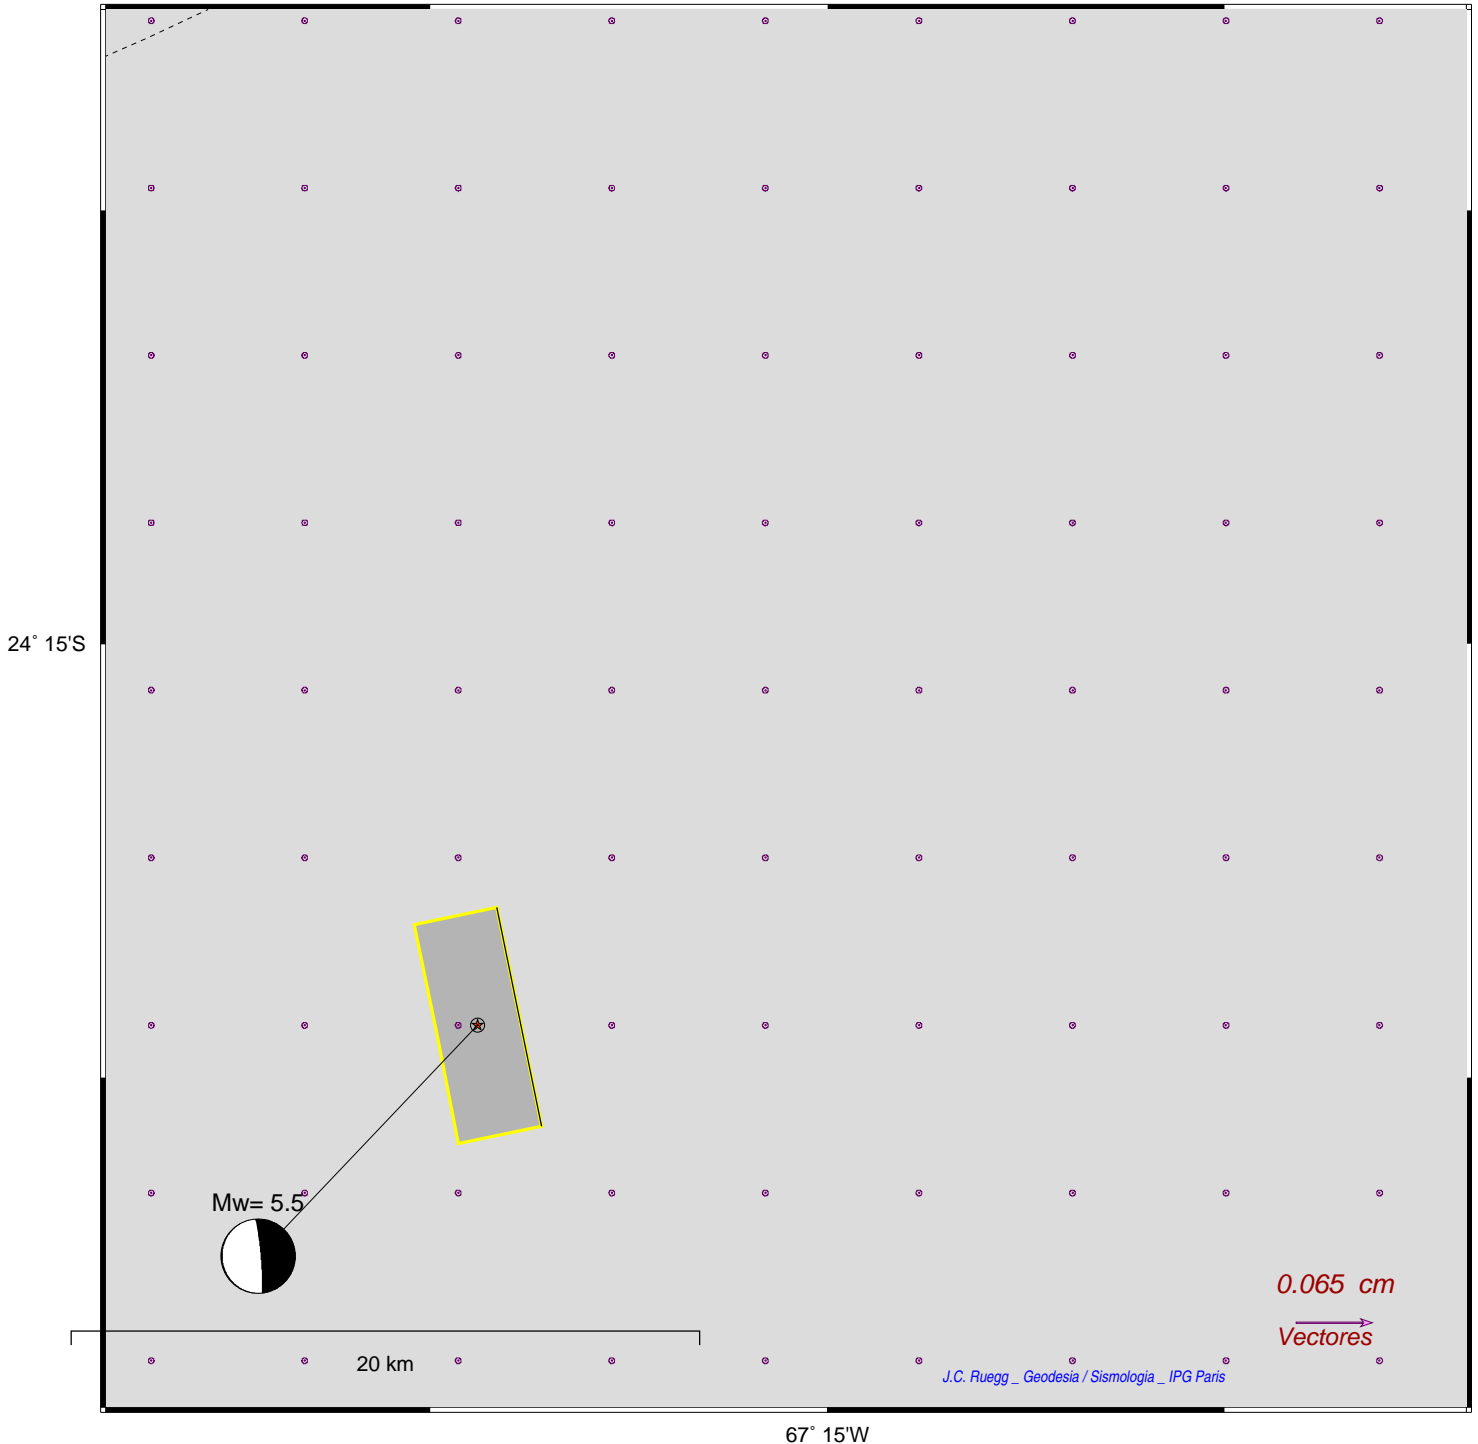 24° 15'S
Mw= 5.5
0.065 cm
Vectores
20 km
J.C. Ruegg _ Geodesia / Sismologia _ IPG Paris
67° 15'W